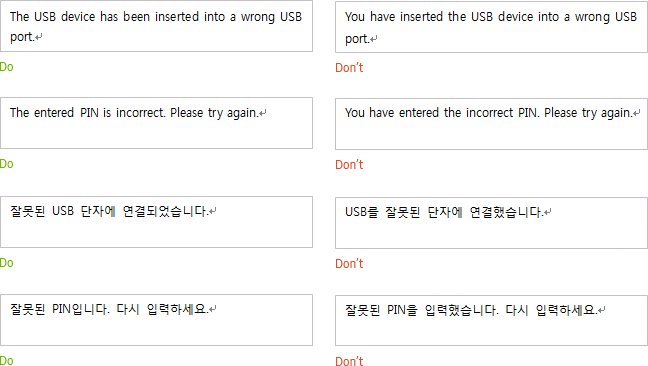 The USB device has been inserted into a wrong USB
port.↵
Do
You have inserted the USB device into a wrong USB
port.↵
Don't
The entered PIN is incorrect. Please try again.↵
Do
You have entered the incorrect PIN. Please try again.↵
Don't
잘못된 USB 단자에 연결되었습니다.↵
Do
USB를 잘못된 단자에 연결했습니다.↵
Don't
잘못된 PIN입니다. 다시 입력하세요.↵
Do
잘못된 PIN을 입력했습니다. 다시 입력하세요.↵
Don't